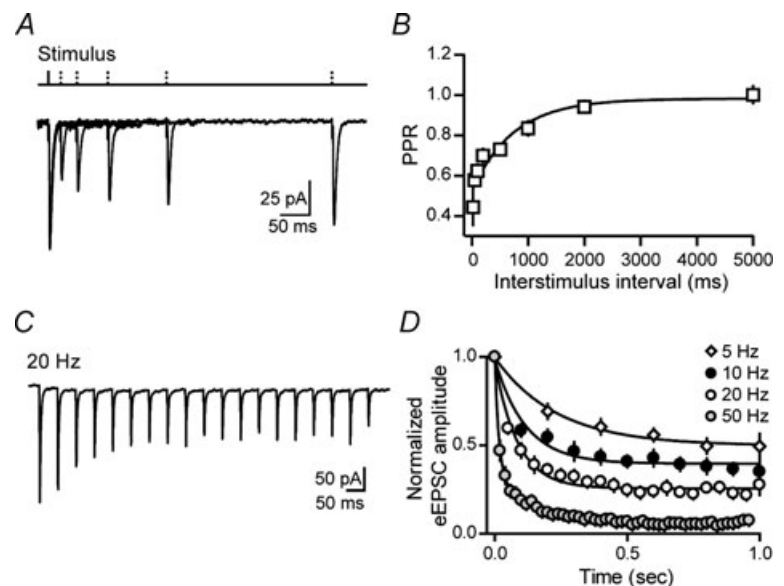 A
Stimulus
25 pA
50 ms
B
PPR
1.2
1.0
0.8
0.6
0.4
0 1000 2000 3000 4000 5000
Interstimulus interval (ms)
C
20 Hz
50 pA
50 ms
D
Normalized
eEPSC amplitude
1.0
0.5
0.0
5 Hz
10 Hz
20 Hz
50 Hz
0.0 0.5 1.0
Time (sec)